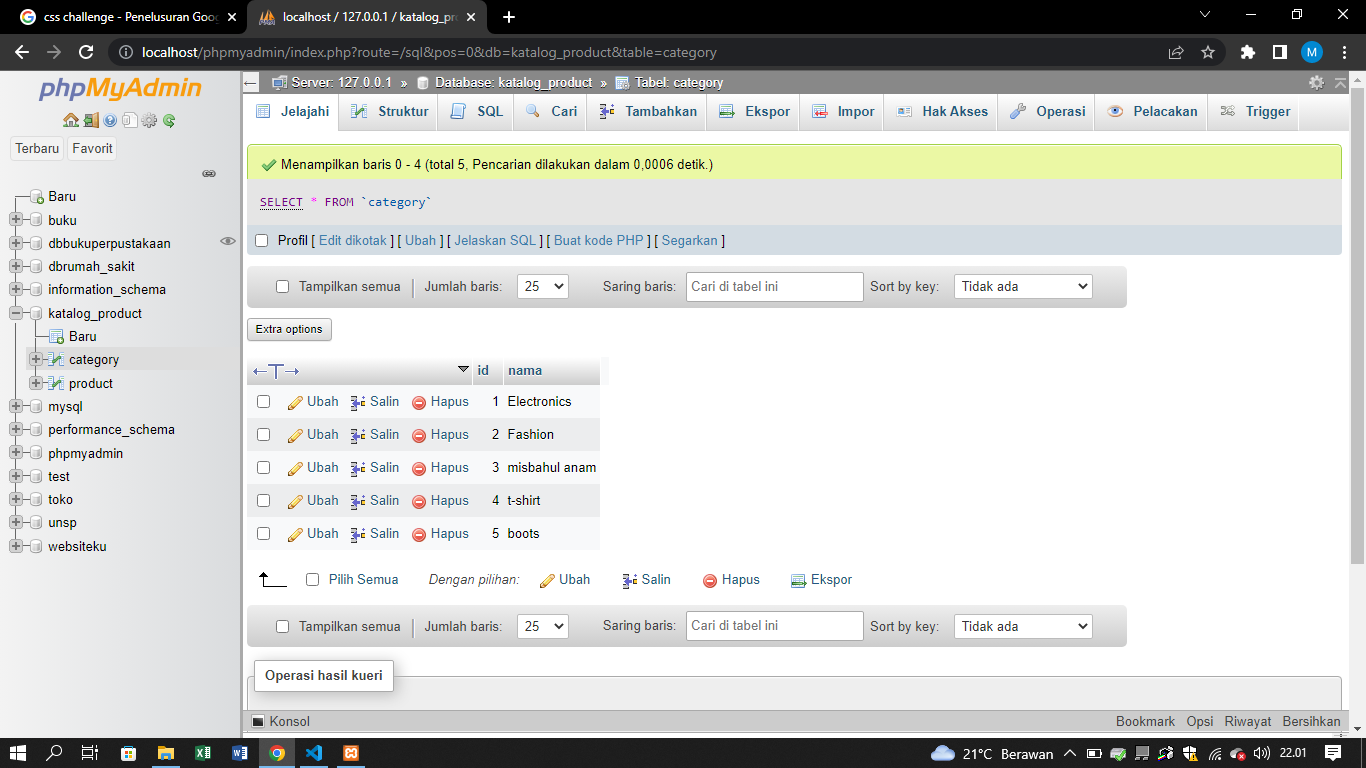 css challenge - Penelusuran Goog
localhost / 127.0.0.1 / katalog_pr
localhost/phpmyadmin/index.php?route=/sql&pos=0&db=katalog_product&table=category
M
phpMyAdmin
Terbaru
Favorit
Baru
buku
dbbukuperpustakaan
dbrumah_sakit
information_schema
katalog_product
Baru
category
product
mysql
performance_schema
phpmyadmin
test
toko
unsp
websiteku
Server: 127.0.0.1 » Database: katalog_product » Tabel: category
Jelajahi Struktur SQL Cari Tambahkan Ekspor Impor Hak Akses Operasi Pelacakan Trigger
Menampilkan baris 0 - 4 (total 5, Pencarian dilakukan dalam 0,0006 detik.)
SELECT * FROM `category`
Profil [ Edit dikotak ] [ Ubah ] [ Jelaskan SQL ] [ Buat kode PHP ] [ Segarkan ]
Tampilkan semua | Jumlah baris: 25 Saring baris: Cari di tabel ini Sort by key: Tidak ada
Extra options
←T→ id nama
Ubah Salin Hapus 1 Electronics
Ubah Salin Hapus 2 Fashion
Ubah Salin Hapus 3 misbahul anam
Ubah Salin Hapus 4 t-shirt
Ubah Salin Hapus 5 boots
Pilih Semua Dengan pilihan: Ubah Salin Hapus Ekspor
Tampilkan semua | Jumlah baris: 25 Saring baris: Cari di tabel ini Sort by key: Tidak ada
Operasi hasil kueri
Konsol Bookmark Opsi Riwayat Bersihkan
21°C Berawan 22.01